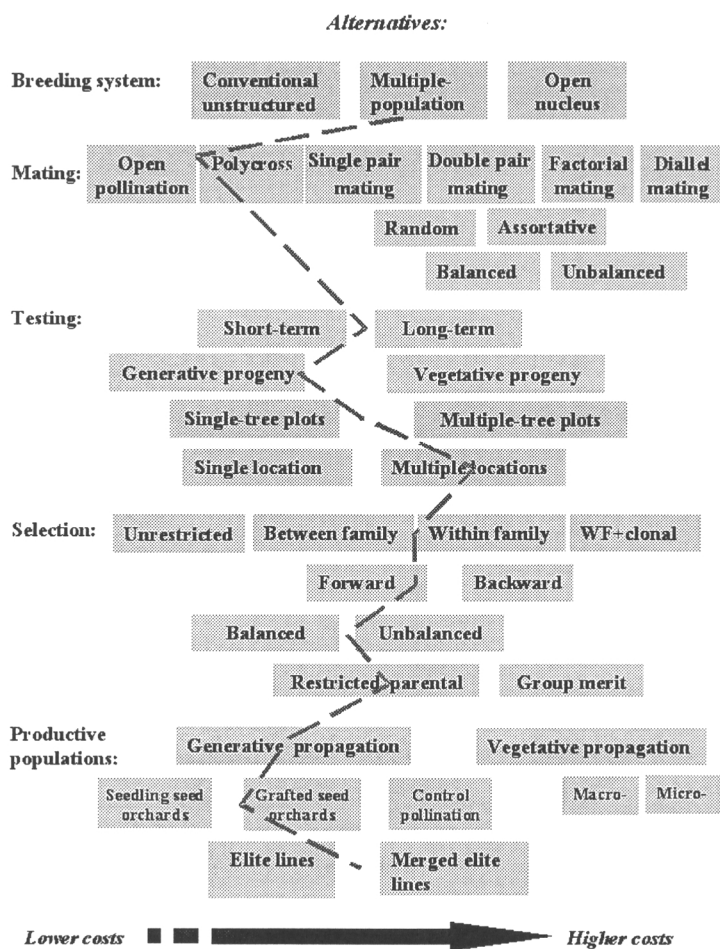 Alternatives:
Breeding system:
Conventional
unstructured
Multiple-
population
Open
nucleus
Mating:
Open
pollination
Polycross
Single pair
mating
Double pair
mating
Factorial
mating
Diallel
mating
Random
Assortative
Balanced
Unbalanced
Testing:
Short-term
Long-term
Generative progeny
Vegetative progeny
Single-tree plots
Multiple-tree plots
Single location
Multiple locations
Selection:
Unrestricted
Between family
Within family
WF+clonal
Forward
Backward
Balanced
Unbalanced
Restricted parental
Group merit
Productive
populations:
Generative propagation
Vegetative propagation
Seedling seed
orchards
Grafted seed
orchards
Control
pollination
Macro-
Micro-
Elite lines
Merged elite
lines
Lower costs
Higher costs